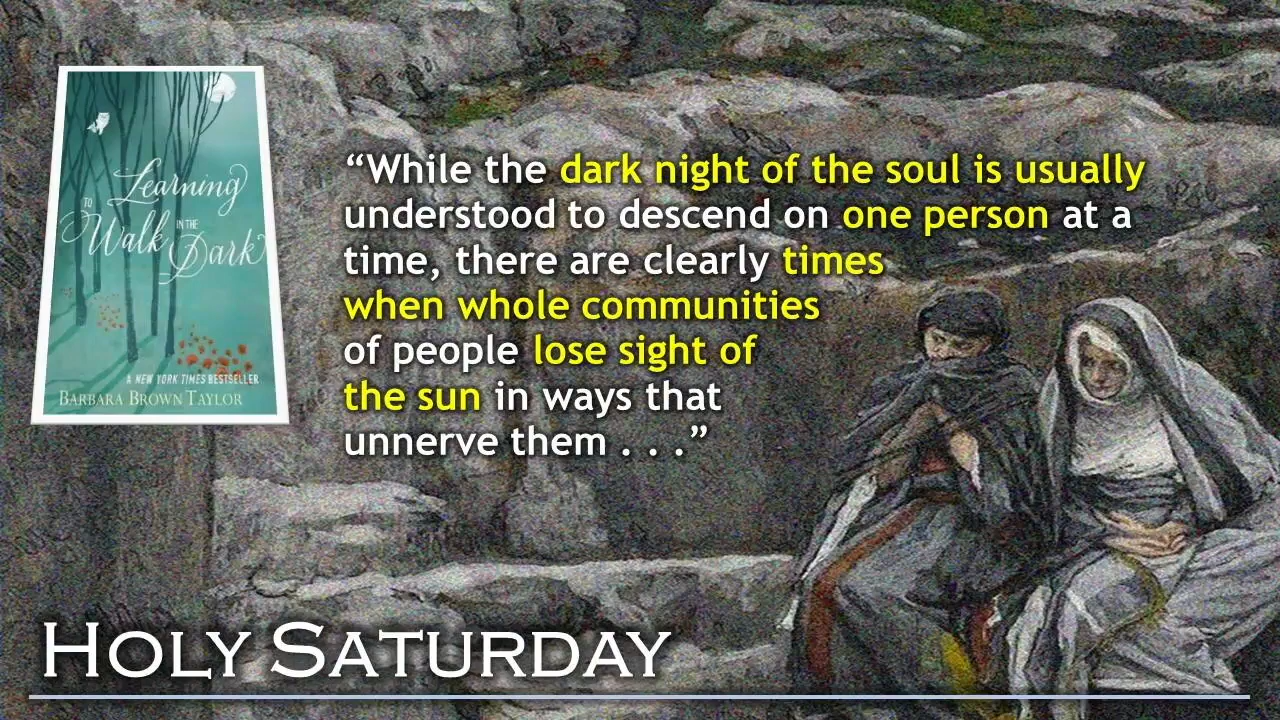 Learning
TO
Walk IN THE
Dark
A NEW YORK TIMES BESTSELLER
BARBARA BROWN TAYLOR
“While the dark night of the soul is usually
understood to descend on one person at a
time, there are clearly times
when whole communities
of people lose sight of
the sun in ways that
unnerve them . . .”
HOLY SATURDAY